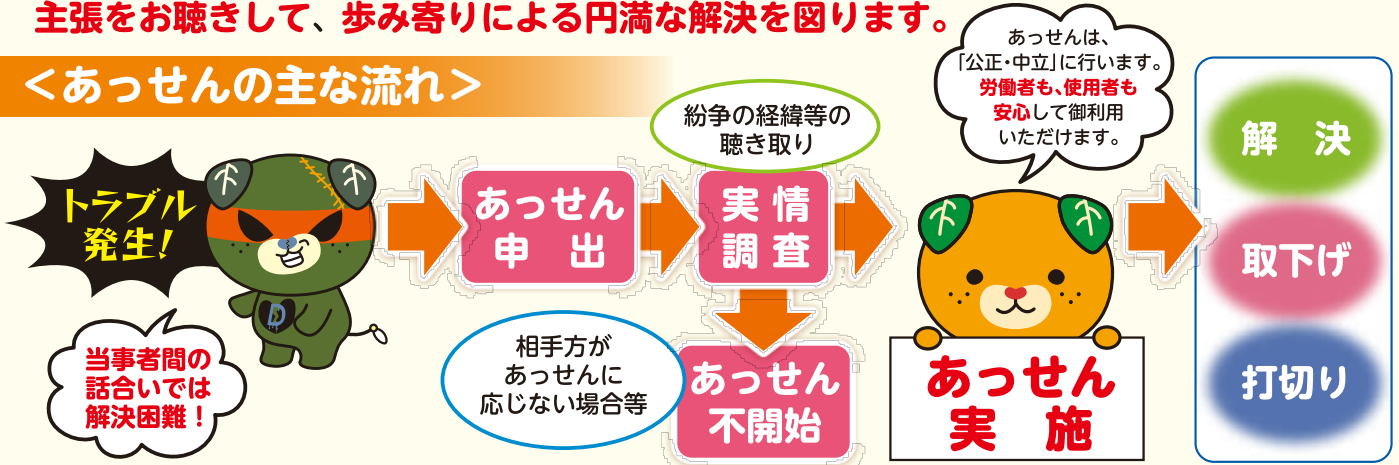 主張をお聴きして、歩み寄りによる円満な解決を図ります。
＜あっせんの主な流れ＞
トラブル
発生！
当事者間の
話合いでは
解決困難！
D
あっせん
申　出
紛争の経緯等の
聴き取り
実 情
調 査
相手方が
あっせんに
応じない場合等
あっせん
不開始
あっせんは、
「公正・中立」に行います。
労働者も、使用者も
安心して御利用
いただけます。
あっせん
実　施
解　決
取下げ
打切り